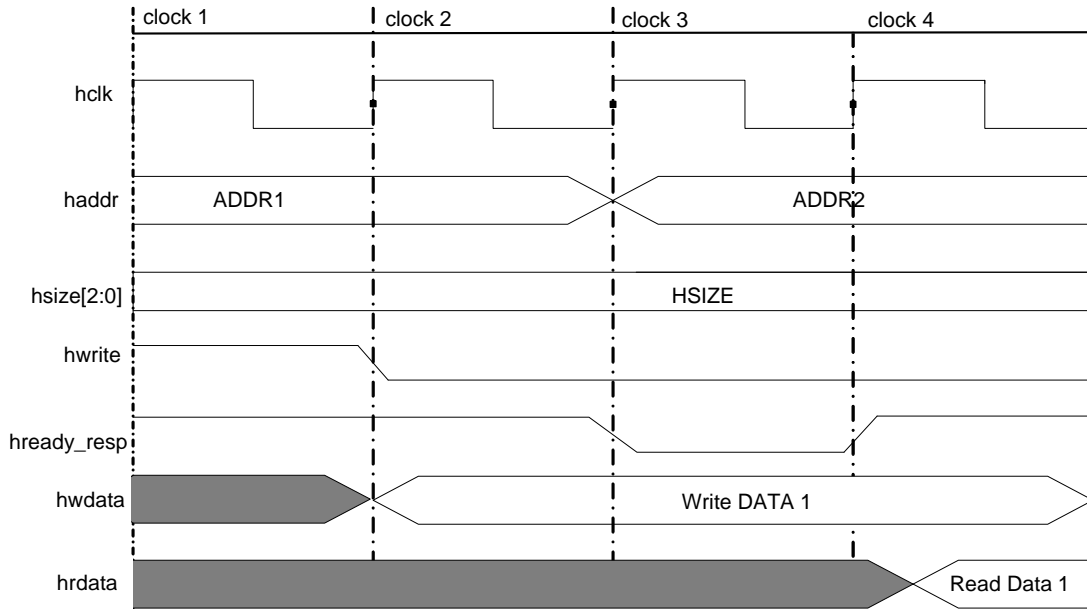 clock 1 clock 2 clock 3 clock 4
hclk
haddr ADDR1 ADDR2
hsize[2:0] HSIZE
hwrite
hready_resp
hwdata Write DATA 1
hrdata Read Data 1